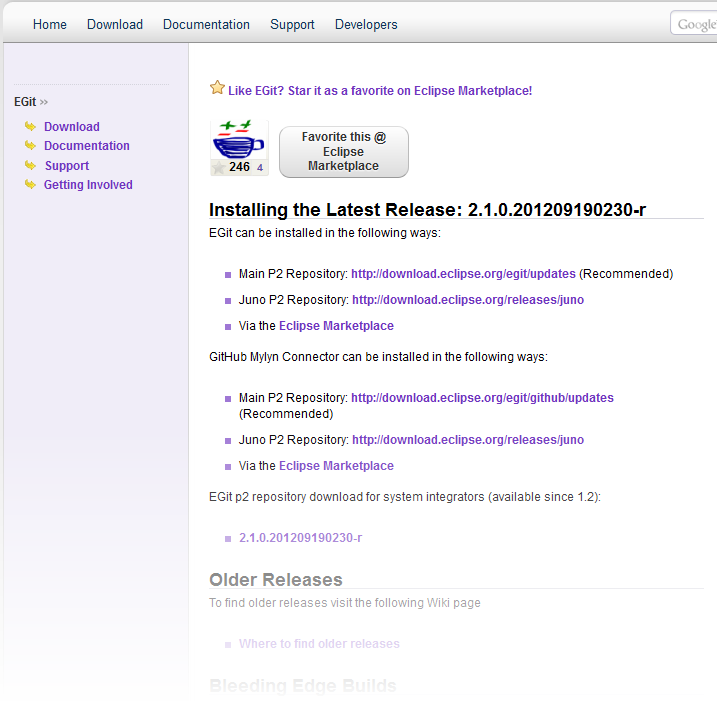 Home Download Documentation Support Developers Google
EGit »
Download
Documentation
Support
Getting Involved
Like EGit? Star it as a favorite on Eclipse Marketplace!
246 4
Favorite this @
Eclipse
Marketplace
Installing the Latest Release: 2.1.0.201209190230-r
EGit can be installed in the following ways:
Main P2 Repository: http://download.eclipse.org/egit/updates (Recommended)
Juno P2 Repository: http://download.eclipse.org/releases/juno
Via the Eclipse Marketplace
GitHub Mylyn Connector can be installed in the following ways:
Main P2 Repository: http://download.eclipse.org/egit/github/updates
(Recommended)
Juno P2 Repository: http://download.eclipse.org/releases/juno
Via the Eclipse Marketplace
EGit p2 repository download for system integrators (available since 1.2):
2.1.0.201209190230-r
Older Releases
To find older releases visit the following Wiki page
Where to find older releases
Bleeding Edge Builds